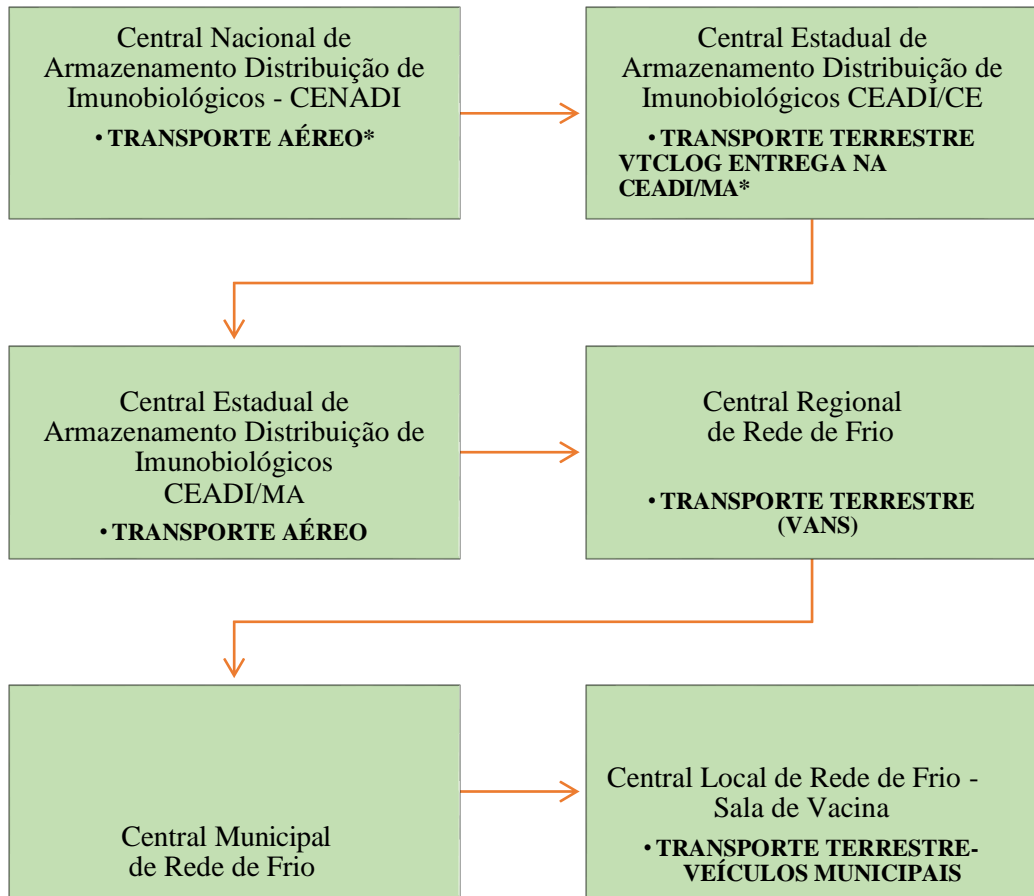 Central Nacional de
Armazenamento Distribuição de
Imunobiológicos - CENADI
• TRANSPORTE AÉREO*
Central Estadual de
Armazenamento Distribuição de
Imunobiológicos CEADI/CE
• TRANSPORTE TERRESTRE
VTCLOG ENTREGA NA
CEADI/MA*
Central Estadual de
Armazenamento Distribuição de
Imunobiológicos
CEADI/MA
• TRANSPORTE AÉREO
Central Regional
de Rede de Frio
• TRANSPORTE TERRESTRE
(VANS)
Central Municipal
de Rede de Frio
Central Local de Rede de Frio -
Sala de Vacina
• TRANSPORTE TERRESTRE-
VEÍCULOS MUNICIPAIS